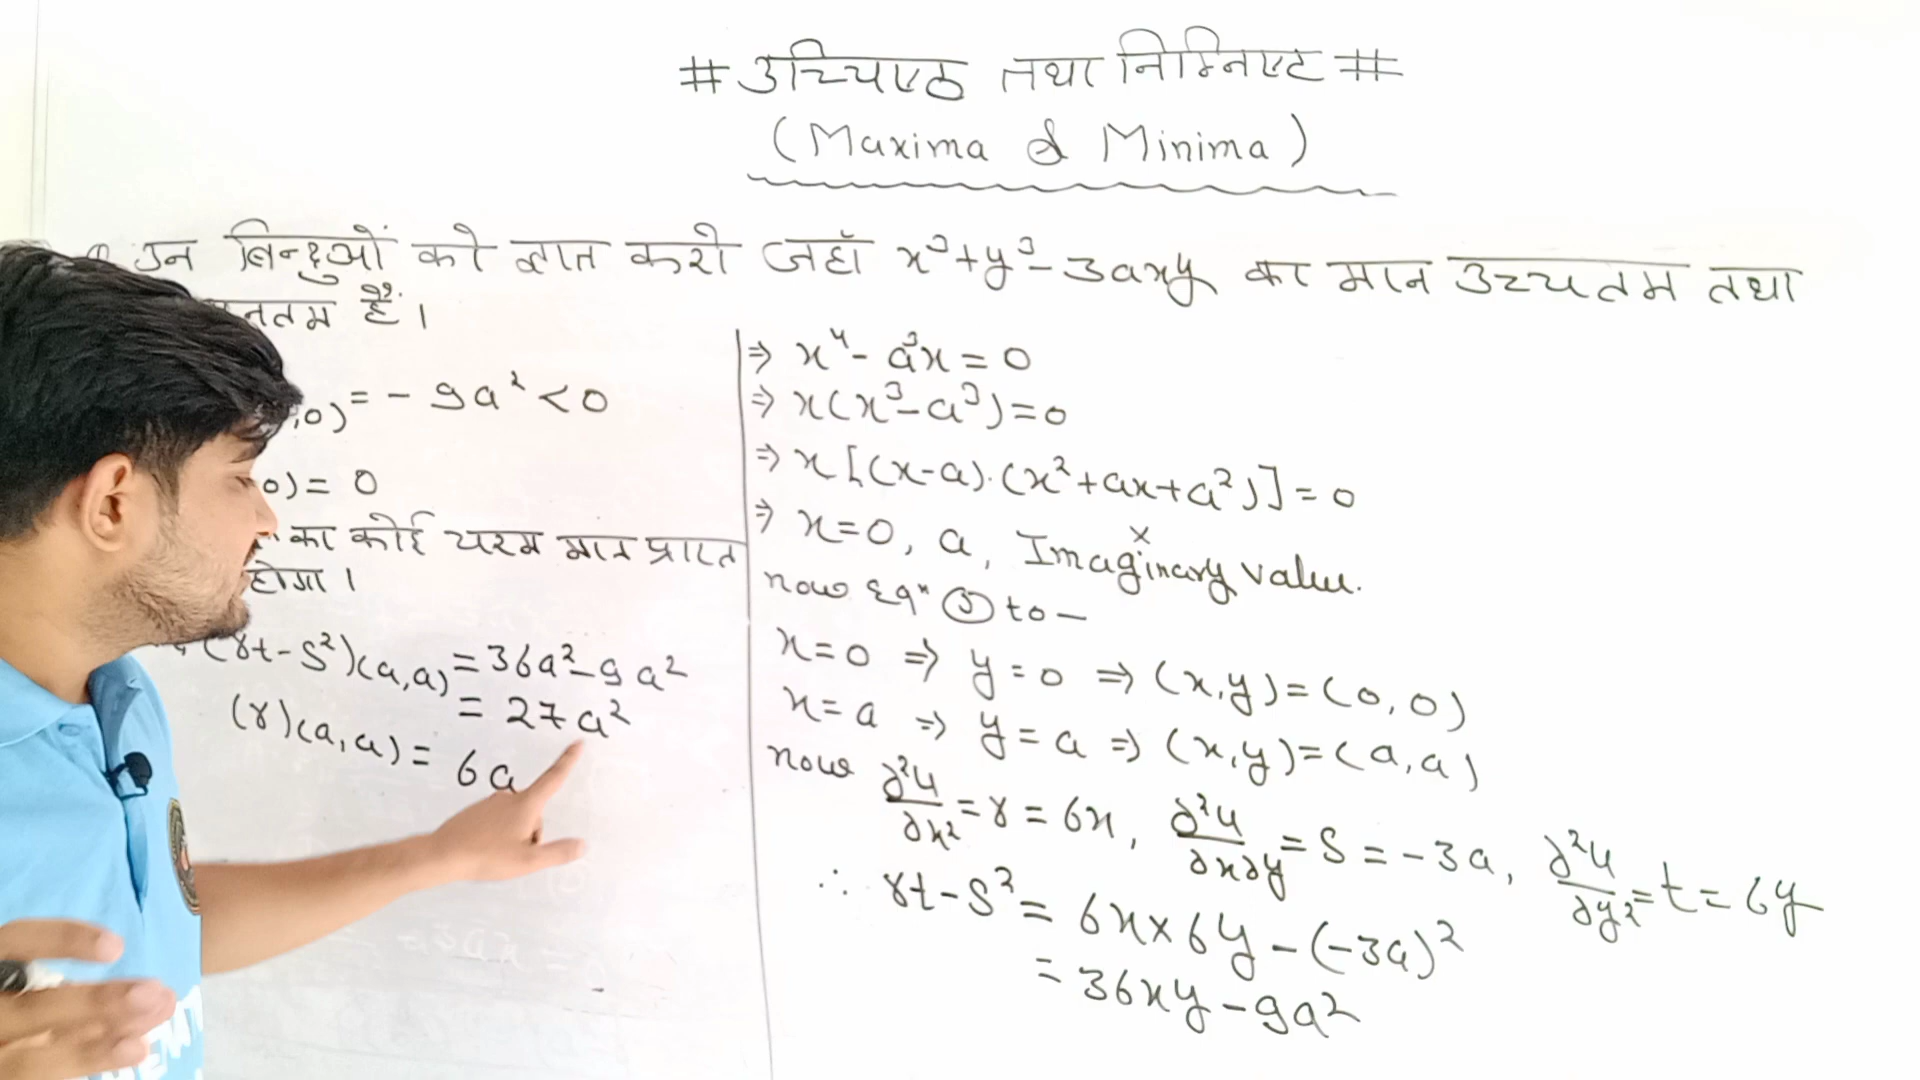 # उच्चिष्ठ तथा निम्निष्ट #
(Maxima & Minima)
उन बिन्दुओं को ज्ञात करो जहाँ x³+y³-3axy का मान उच्चतम तथा
नतम है।
,0) = - 9a² < 0
0) = 0
का कोई चरम मान प्राप्त
होगा।
(rt-s²)(a,a) = 36a²-9a²
= 27a²
(r)(a,a) = 6a
⇒ x⁴ - a³x = 0
⇒ x(x³-a³)=0
⇒ x[(x-a).(x²+ax+a²)]=0
⇒ x=0, a, Imaginary value.
×
now Eqⁿ ③ to —
x=0 ⇒ y=0 ⇒ (x,y)=(0,0)
x=a ⇒ y=a ⇒ (x,y)=(a,a)
now ∂²u/∂x² = r = 6x, ∂²u/∂x∂y = s = -3a, ∂²u/∂y² = t = 6y
∴ rt-s² = 6x×6y-(-3a)²
= 36xy-9a²